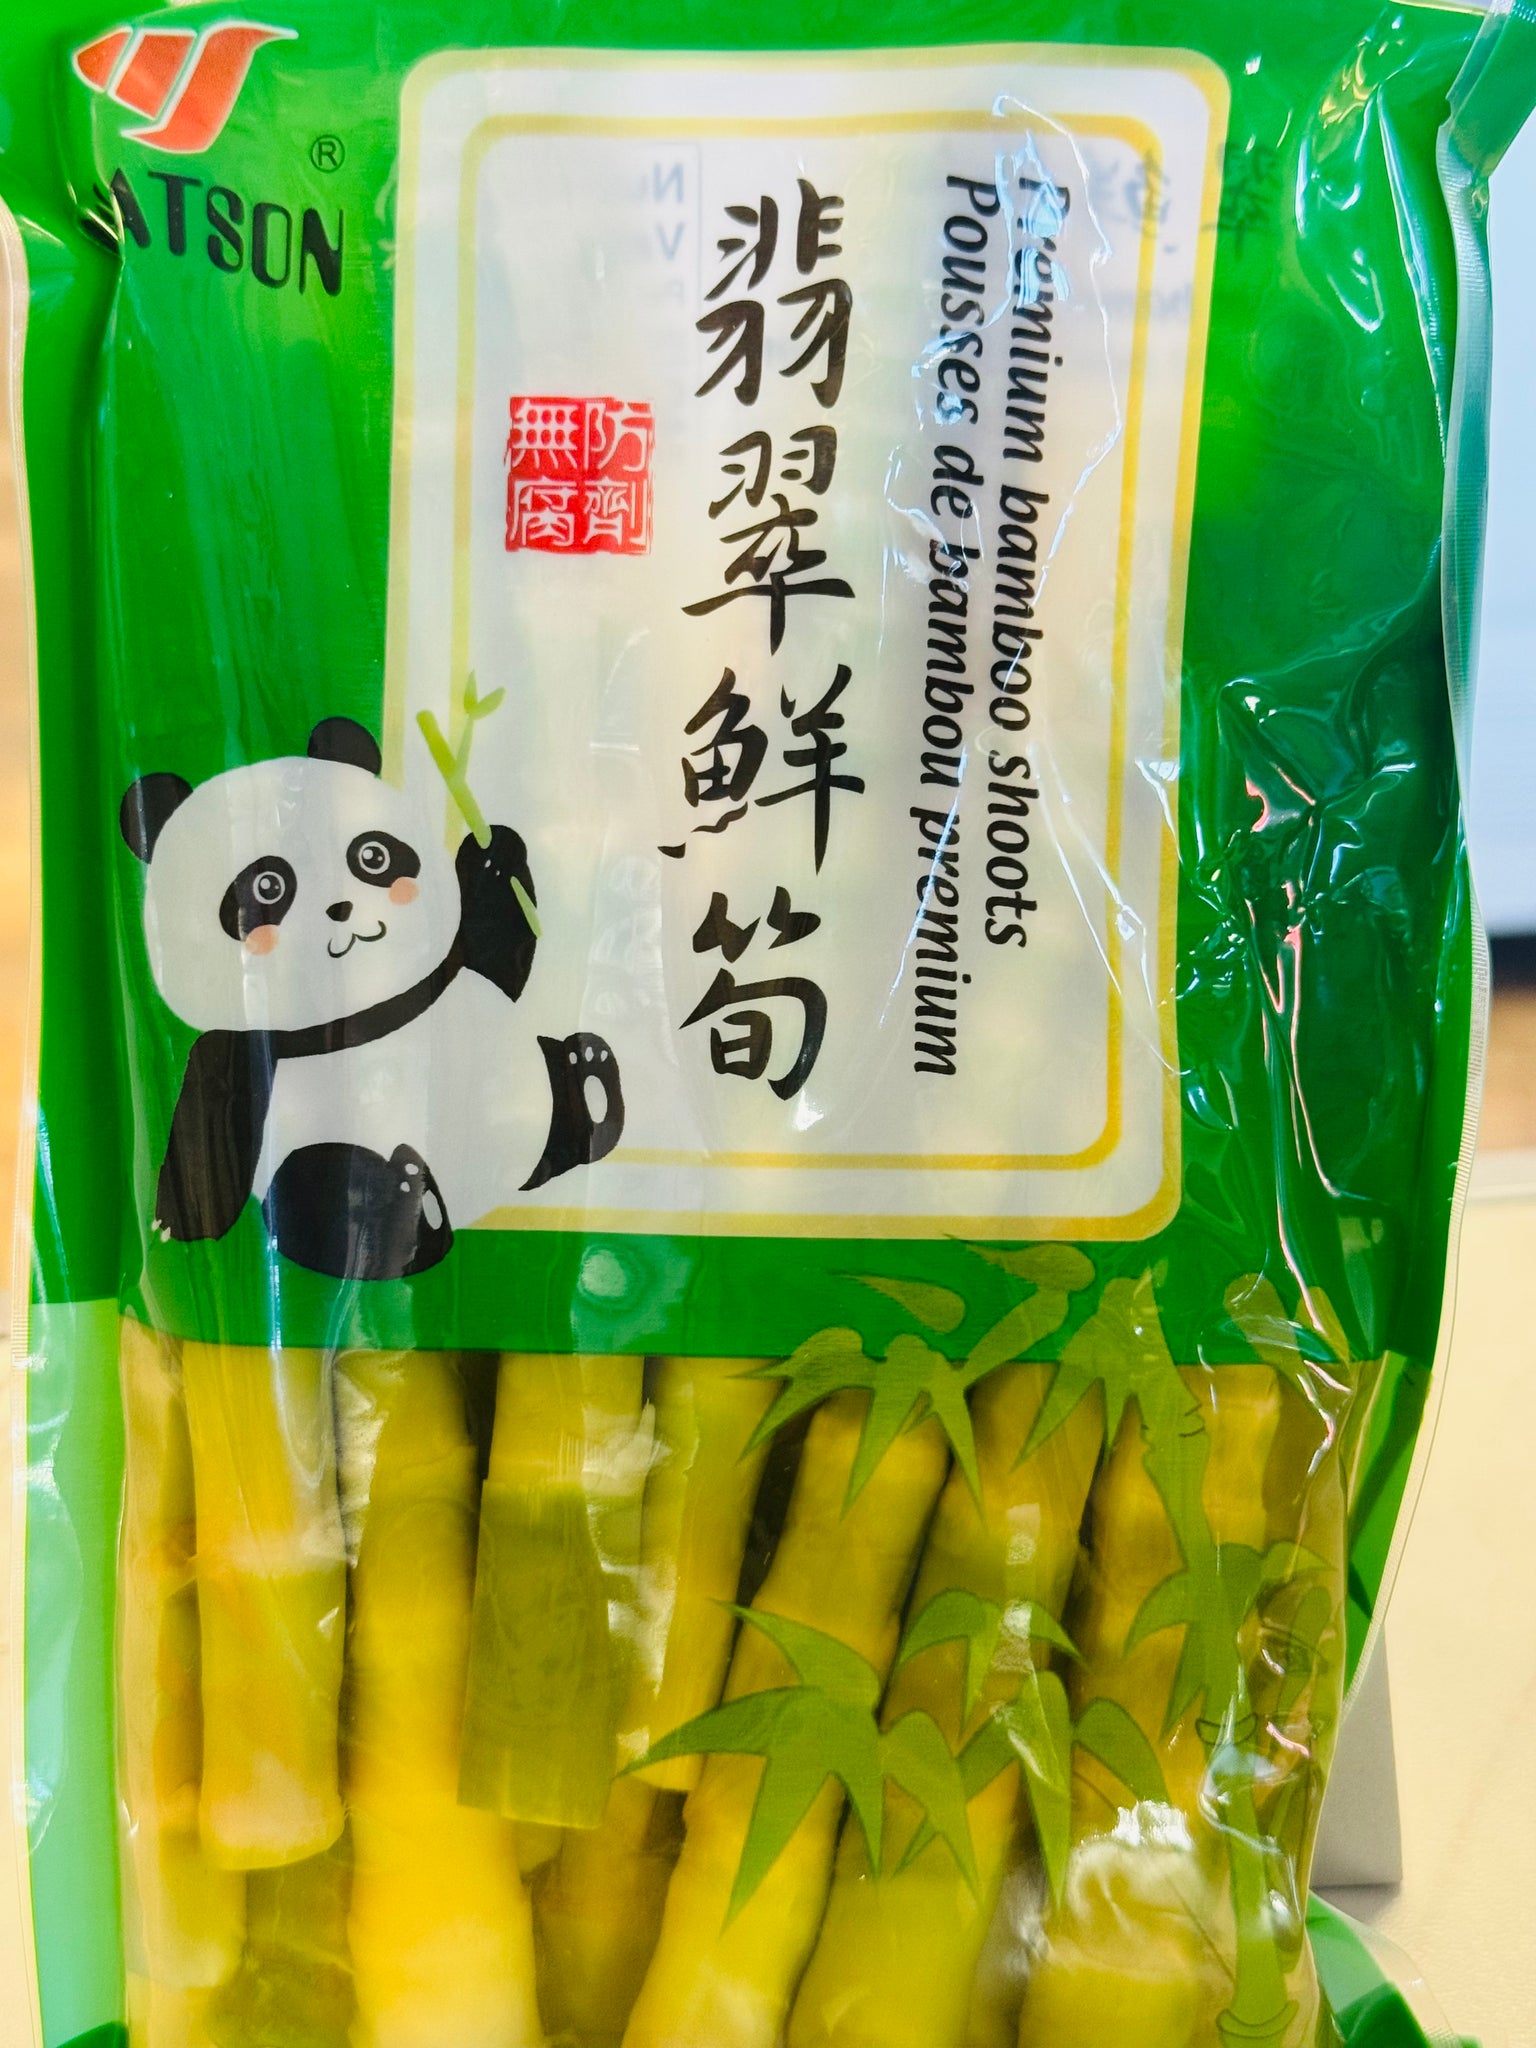 ATSON
®
Premium bamboo shoots
Pousses de bambou premium
翡翠鮮筍
無防
腐劑